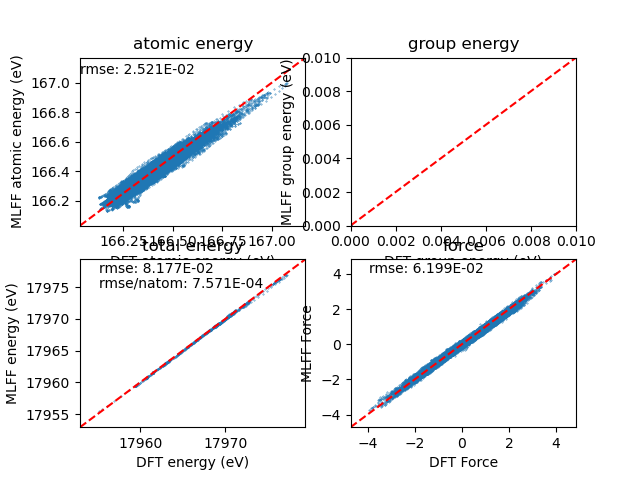 atomic energy
group energy
rmse: 2.521E-02
MLFF atomic energy (eV)
167.0
166.8
166.6
166.4
166.2
166.25
166.50
166.75
167.00
DFT atomic energy (eV)
MLFF group energy (eV)
0.010
0.008
0.006
0.004
0.002
0.000
0.000
0.002
0.004
0.006
0.008
0.010
DFT group energy (eV)
total energy
force
rmse: 8.177E-02
rmse/natom: 7.571E-04
MLFF energy (eV)
17975
17970
17965
17960
17955
17960
17970
DFT energy (eV)
rmse: 6.199E-02
MLFF Force
4
2
0
−2
−4
−4
−2
0
2
4
DFT Force